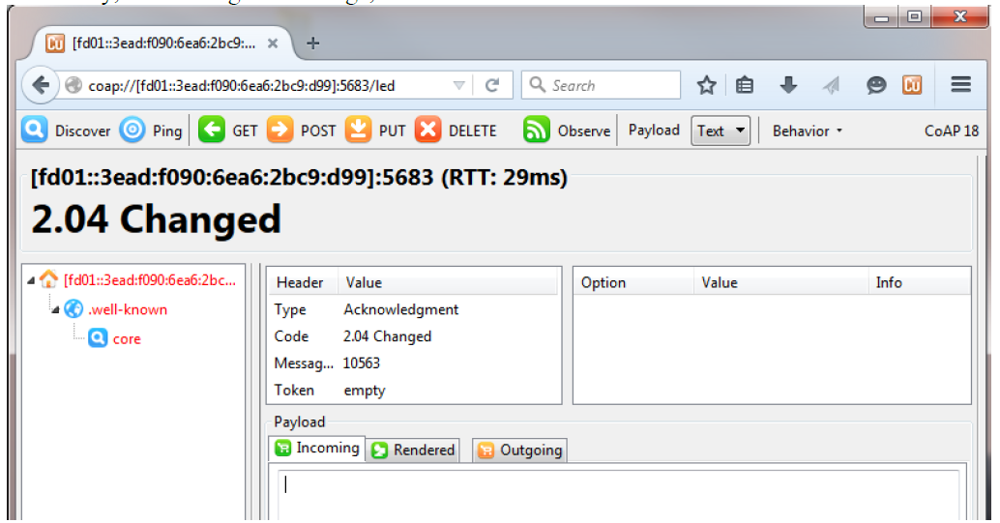 [fd01::3ead:f090:6ea6:2bc9:...
coap://[fd01::3ead:f090:6ea6:2bc9:d99]:5683/led Search
Discover Ping GET POST PUT DELETE Observe Payload Text Behavior CoAP 18
[fd01::3ead:f090:6ea6:2bc9:d99]:5683 (RTT: 29ms)
2.04 Changed
[fd01::3ead:f090:6ea6:2bc...
.well-known
core
Header Value
Type Acknowledgment
Code 2.04 Changed
Messag... 10563
Token empty
Option Value Info
Payload
Incoming Rendered Outgoing